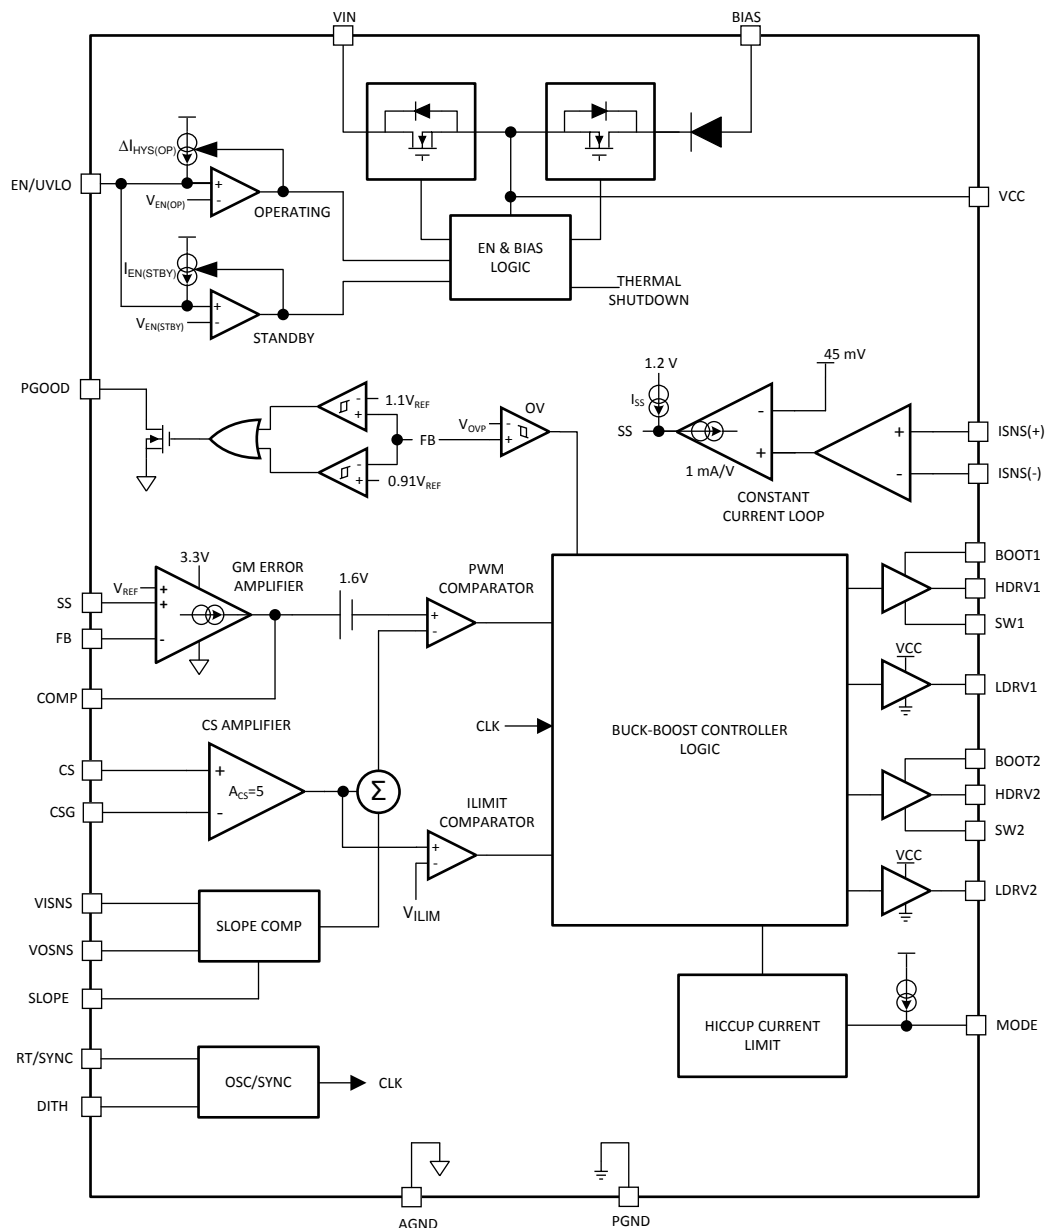 VIN
BIAS
ΔIHYS(OP)
EN/UVLO
+
-
VEN(OP)
OPERATING
VCC
EN & BIAS
LOGIC
IEN(STBY)
+
-
VEN(STBY)
STANDBY
THERMAL
SHUTDOWN
PGOOD
1.1VREF
-
+
FB
-
+
0.91VREF
VOVP
-
+
OV
1.2 V
ISS
SS
45 mV
-
+
1 mA/V
CONSTANT
CURRENT LOOP
+
-
ISNS(+)
ISNS(-)
3.3V
GM ERROR
AMPLIFIER
1.6V
PWM
COMPARATOR
VREF
+
+
-
SS
FB
COMP
+
-
BOOT1
HDRV1
SW1
VCC
LDRV1
CS AMPLIFIER
CLK
BUCK-BOOST CONTROLLER
LOGIC
CS
CSG
+
ACS=5
-
Σ
ILIMIT
COMPARATOR
+
-
VILIM
BOOT2
HDRV2
SW2
VCC
LDRV2
VISNS
VOSNS
SLOPE
SLOPE COMP
HICCUP CURRENT
LIMIT
MODE
RT/SYNC
DITH
OSC/SYNC
CLK
AGND
PGND